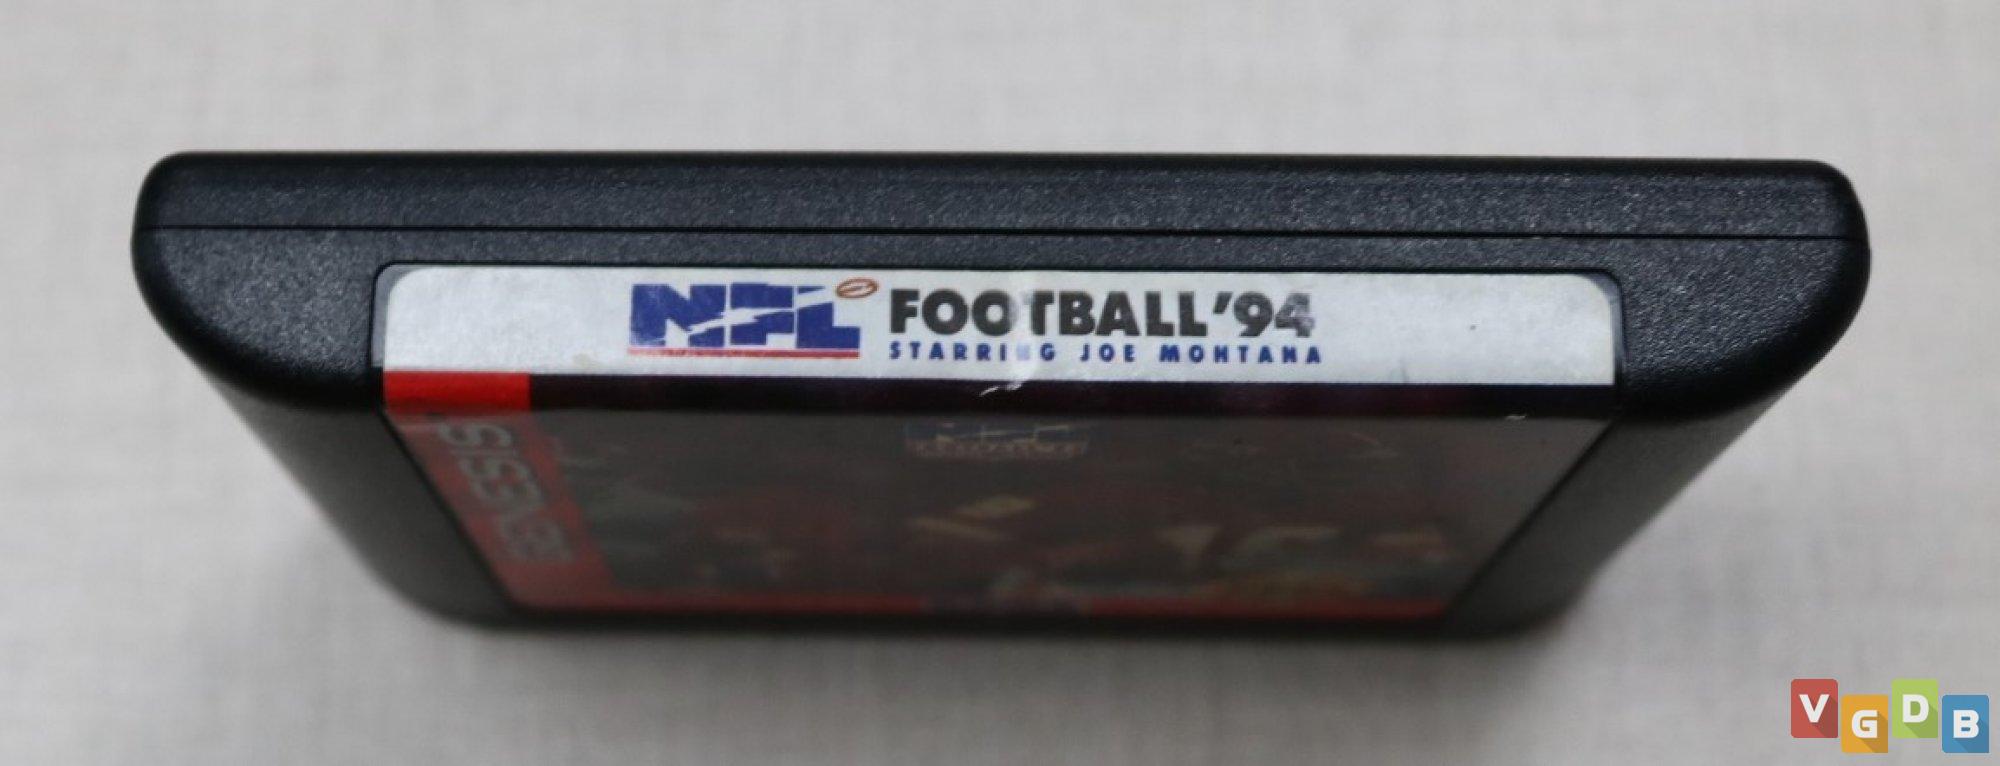 NFL FOOTBALL '94
STARRING JOE MONTANA
GENESIS
VGDB